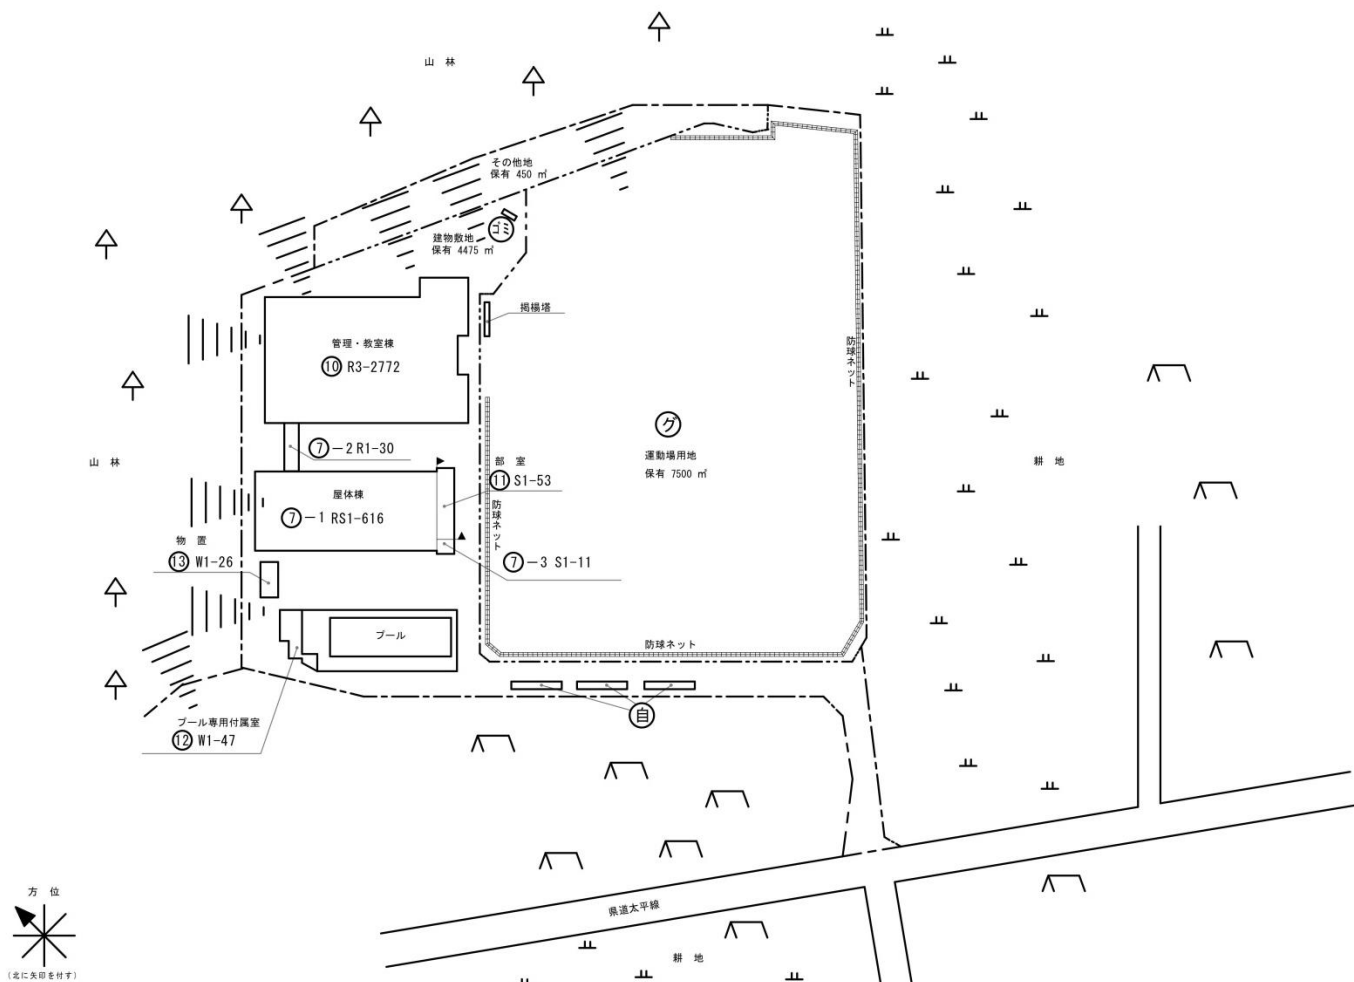 山 林
その他地
保有 450 ㎡
ゴミ
建物敷地
保有 4475 ㎡
掲楊塔
管理・教室棟
⑩ R3-2772
防球ネット
グ
運動場用地
保有 7500 ㎡
⑦-2 R1-30
山 林
部 室
⑪ S1-53
耕 地
屋体棟
⑦-1 RS1-616
防球ネット
物 置
⑬ W1-26
⑦-3 S1-11
プール
防球ネット
自
プール専用付属室
⑫ W1-47
方 位
(北に矢印を付す)
県道太平線
耕 地